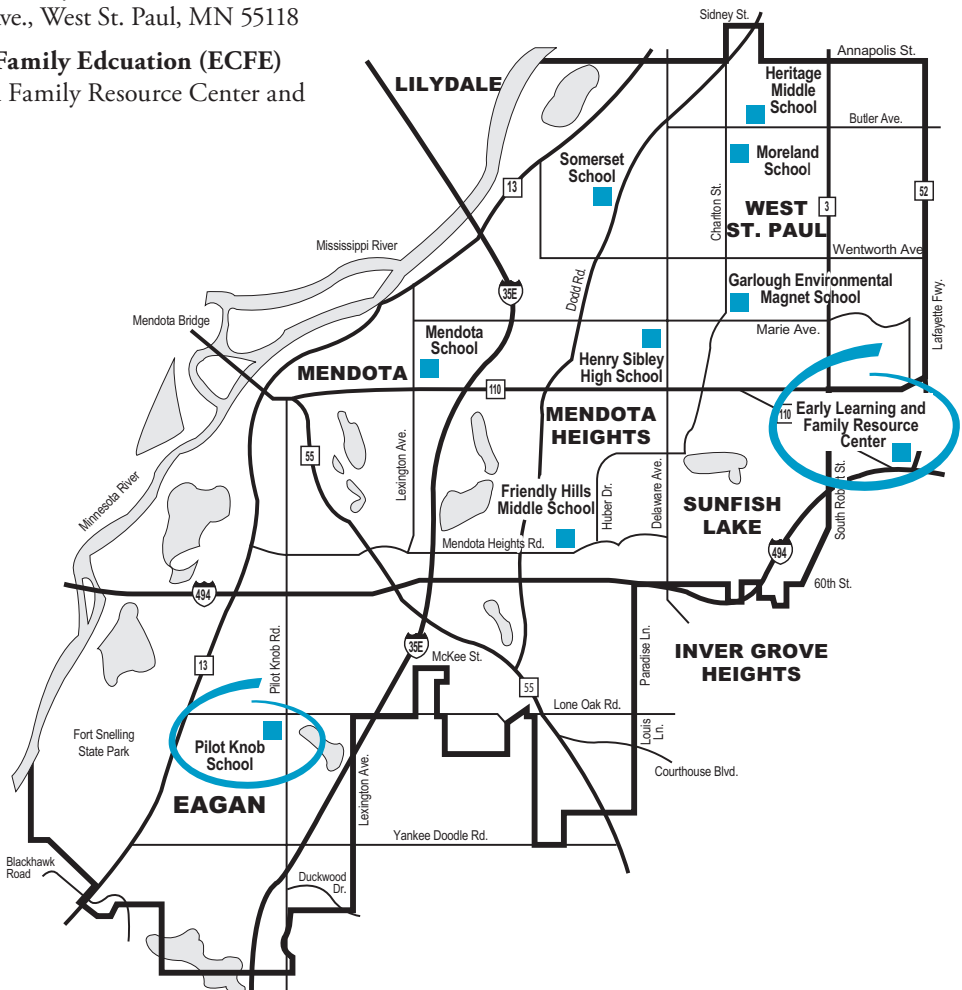 Ave., West St. Paul, MN 55118
Family Edcuation (ECFE)
Family Resource Center and
Sidney St.
Annapolis St.
LILYDALE
Heritage
Middle
School
Butler Ave.
Moreland
School
Somerset
School
13
52
Charlton St.
WEST
ST. PAUL
3
Mississippi River
Wentworth Ave
Dodd Rd.
35E
Garlough Environmental
Magnet School
Mendota Bridge
Marie Ave.
Lafayette Fwy.
Mendota
School
Henry Sibley
High School
MENDOTA
110
MENDOTA
HEIGHTS
110
Early Learning and
Family Resource
Center
55
Lexington Ave.
Minnesota River
Friendly Hills
Middle School
Huber Dr.
Delaware Ave.
SUNFISH
LAKE
South Robert St.
Mendota Heights Rd.
494
494
60th St.
Pilot Knob Rd.
35E
McKee St.
Paradise Ln.
INVER GROVE
HEIGHTS
13
55
Lone Oak Rd.
Louis
Ln.
Fort Snelling
State Park
Pilot Knob
School
Courthouse Blvd.
EAGAN
Lexington Ave.
Yankee Doodle Rd.
Blackhawk
Road
Duckwood
Dr.